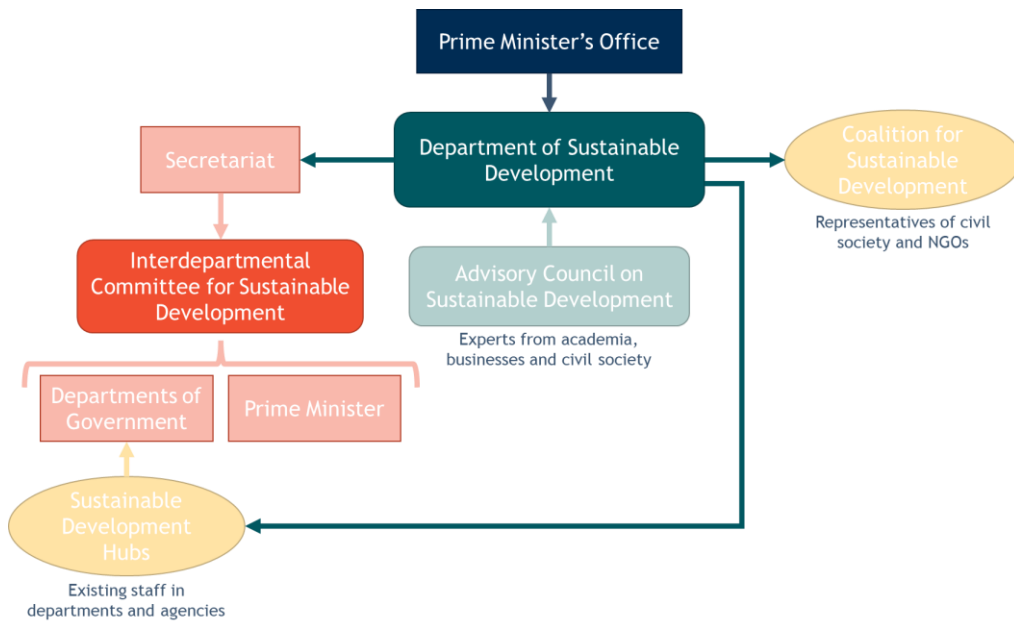 Prime Minister’s Office
Department of Sustainable
Development
Secretariat
Coalition for
Sustainable
Development
Representatives of civil
society and NGOs
Interdepartmental
Committee for Sustainable
Development
Advisory Council on
Sustainable Development
Experts from academia,
businesses and civil society
Departments of
Government
Prime Minister
Sustainable
Development
Hubs
Existing staff in
departments and agencies